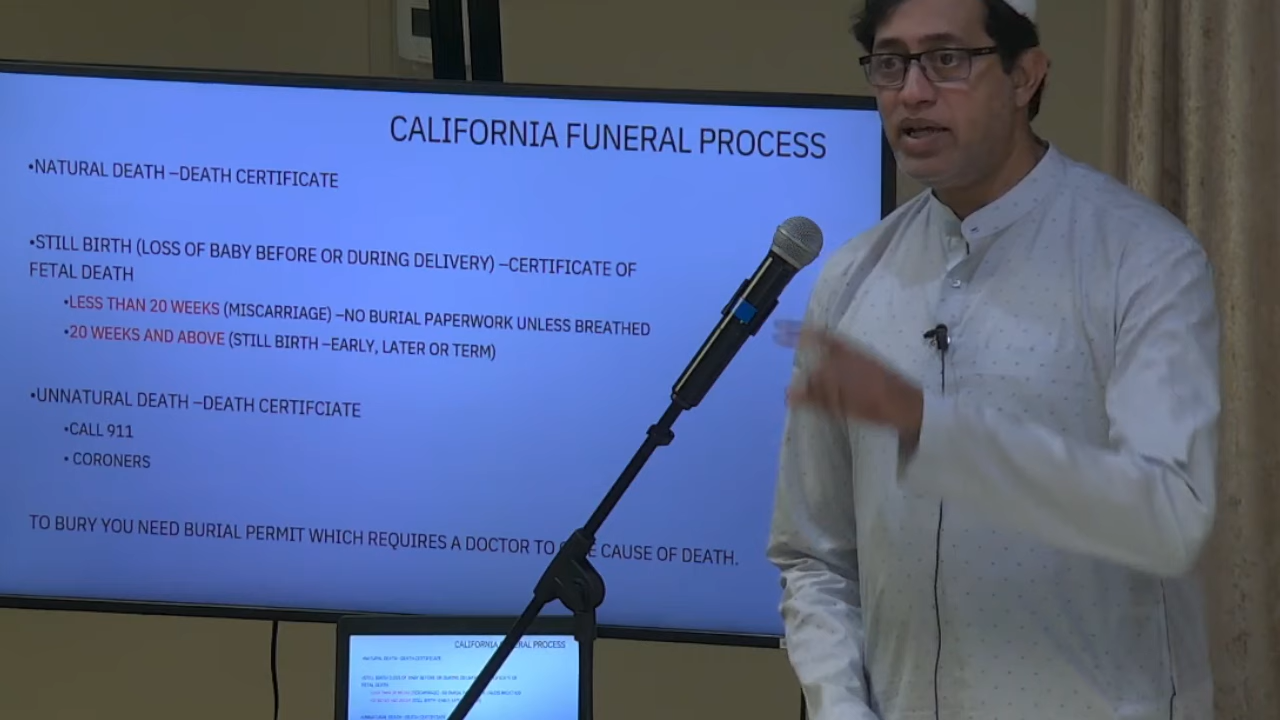 CALIFORNIA FUNERAL PROCESS
•NATURAL DEATH –DEATH CERTIFICATE
•STILL BIRTH (LOSS OF BABY BEFORE OR DURING DELIVERY) –CERTIFICATE OF
FETAL DEATH
•LESS THAN 20 WEEKS (MISCARRIAGE) –NO BURIAL PAPERWORK UNLESS BREATHED
•20 WEEKS AND ABOVE (STILL BIRTH –EARLY, LATER OR TERM)
•UNNATURAL DEATH –DEATH CERTIFCIATE
•CALL 911
• CORONERS
TO BURY YOU NEED BURIAL PERMIT WHICH REQUIRES A DOCTOR TO CAUSE OF DEATH.
CALIFORNIA PROCESS